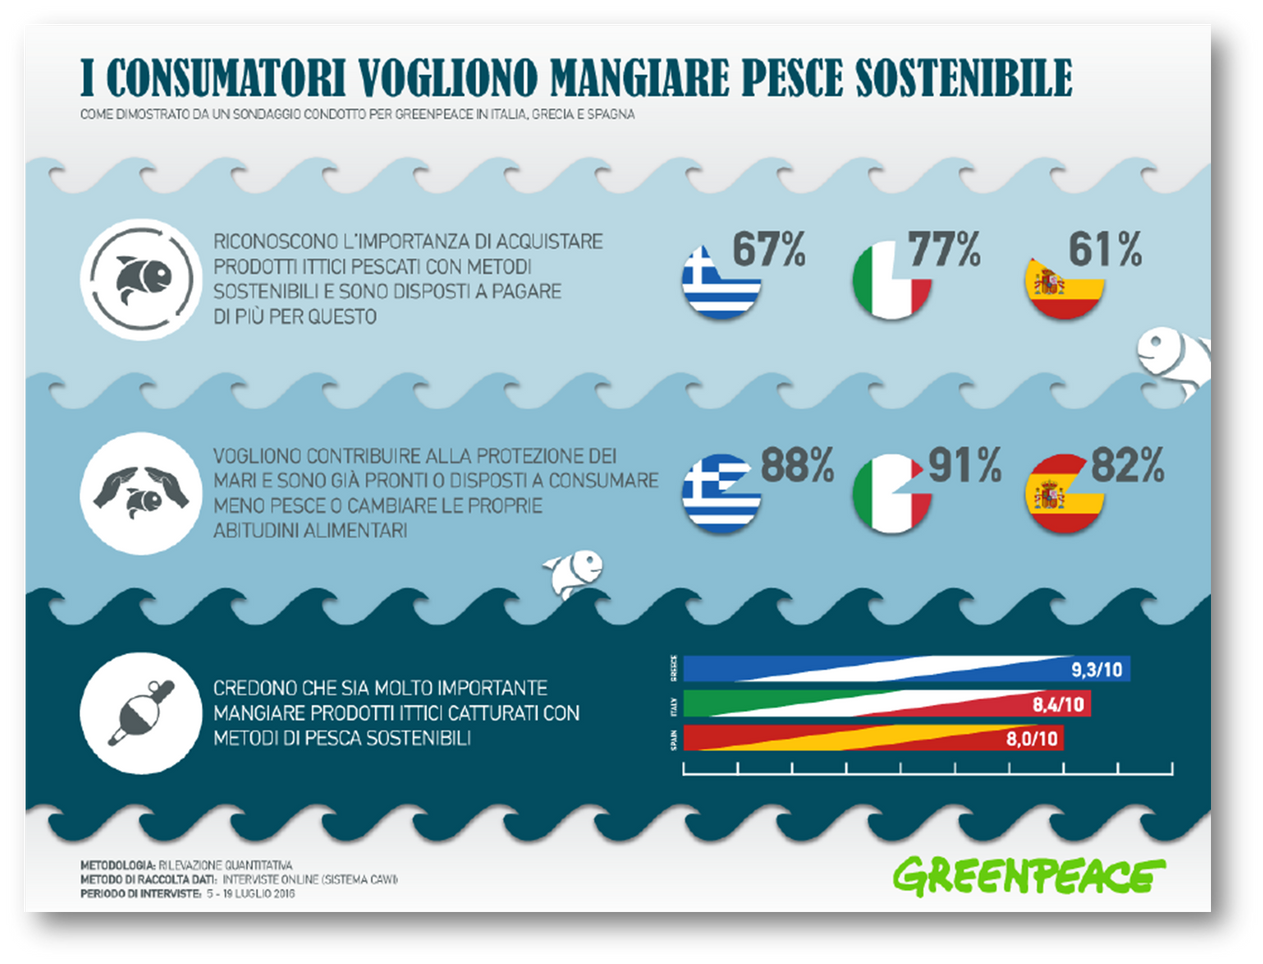 I CONSUMATORI VOGLIONO MANGIARE PESCE SOSTENIBILE
COME DIMOSTRATO DA UN SONDAGGIO CONDOTTO PER GREENPEACE IN ITALIA, GRECIA E SPAGNA
RICONOSCONO L'IMPORTANZA DI ACQUISTARE
PRODOTTI ITTICI PESCATI CON METODI
SOSTENIBILI E SONO DISPOSTI A PAGARE
DI PIÙ PER QUESTO
67%
77%
61%
VOGLIONO CONTRIBUIRE ALLA PROTEZIONE DEI
MARI E SONO GIÀ PRONTI O DISPOSTI A CONSUMARE
MENO PESCE O CAMBIARE LE PROPRIE
ABITUDINI ALIMENTARI
88%
91%
82%
CREDONO CHE SIA MOLTO IMPORTANTE
MANGIARE PRODOTTI ITTICI CATTURATI CON
METODI DI PESCA SOSTENIBILI
GREECE
9,3/10
ITALY
8,4/10
SPAIN
8,0/10
METODOLOGIA: RILEVAZIONE QUANTITATIVA
METODO DI RACCOLTA DATI: INTERVISTE ONLINE (SISTEMA CAWI)
PERIODO DI INTERVISTE: 5 - 19 LUGLIO 2016
GREENPEACE